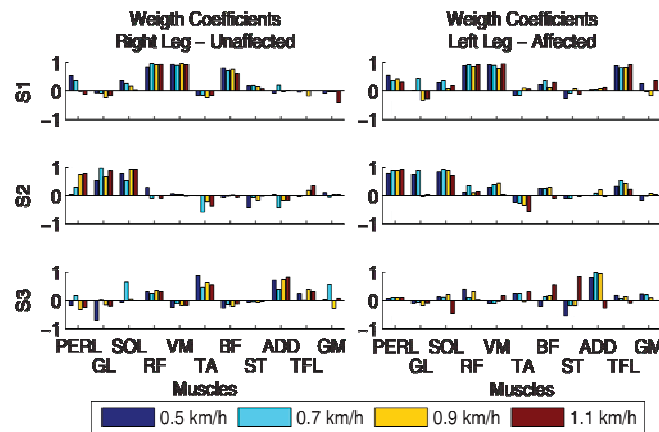 Weigth Coefficients
Right Leg – Unaffected
Weigth Coefficients
Left Leg – Affected
S1
1
0
−1
1
0
−1
S2
1
0
−1
1
0
−1
S3
1
0
−1
1
0
−1
PERL SOL VM BF ADD GM
GL RF TA ST TFL
Muscles
PERL SOL VM BF ADD GM
GL RF TA ST TFL
Muscles
0.5 km/h 0.7 km/h 0.9 km/h 1.1 km/h